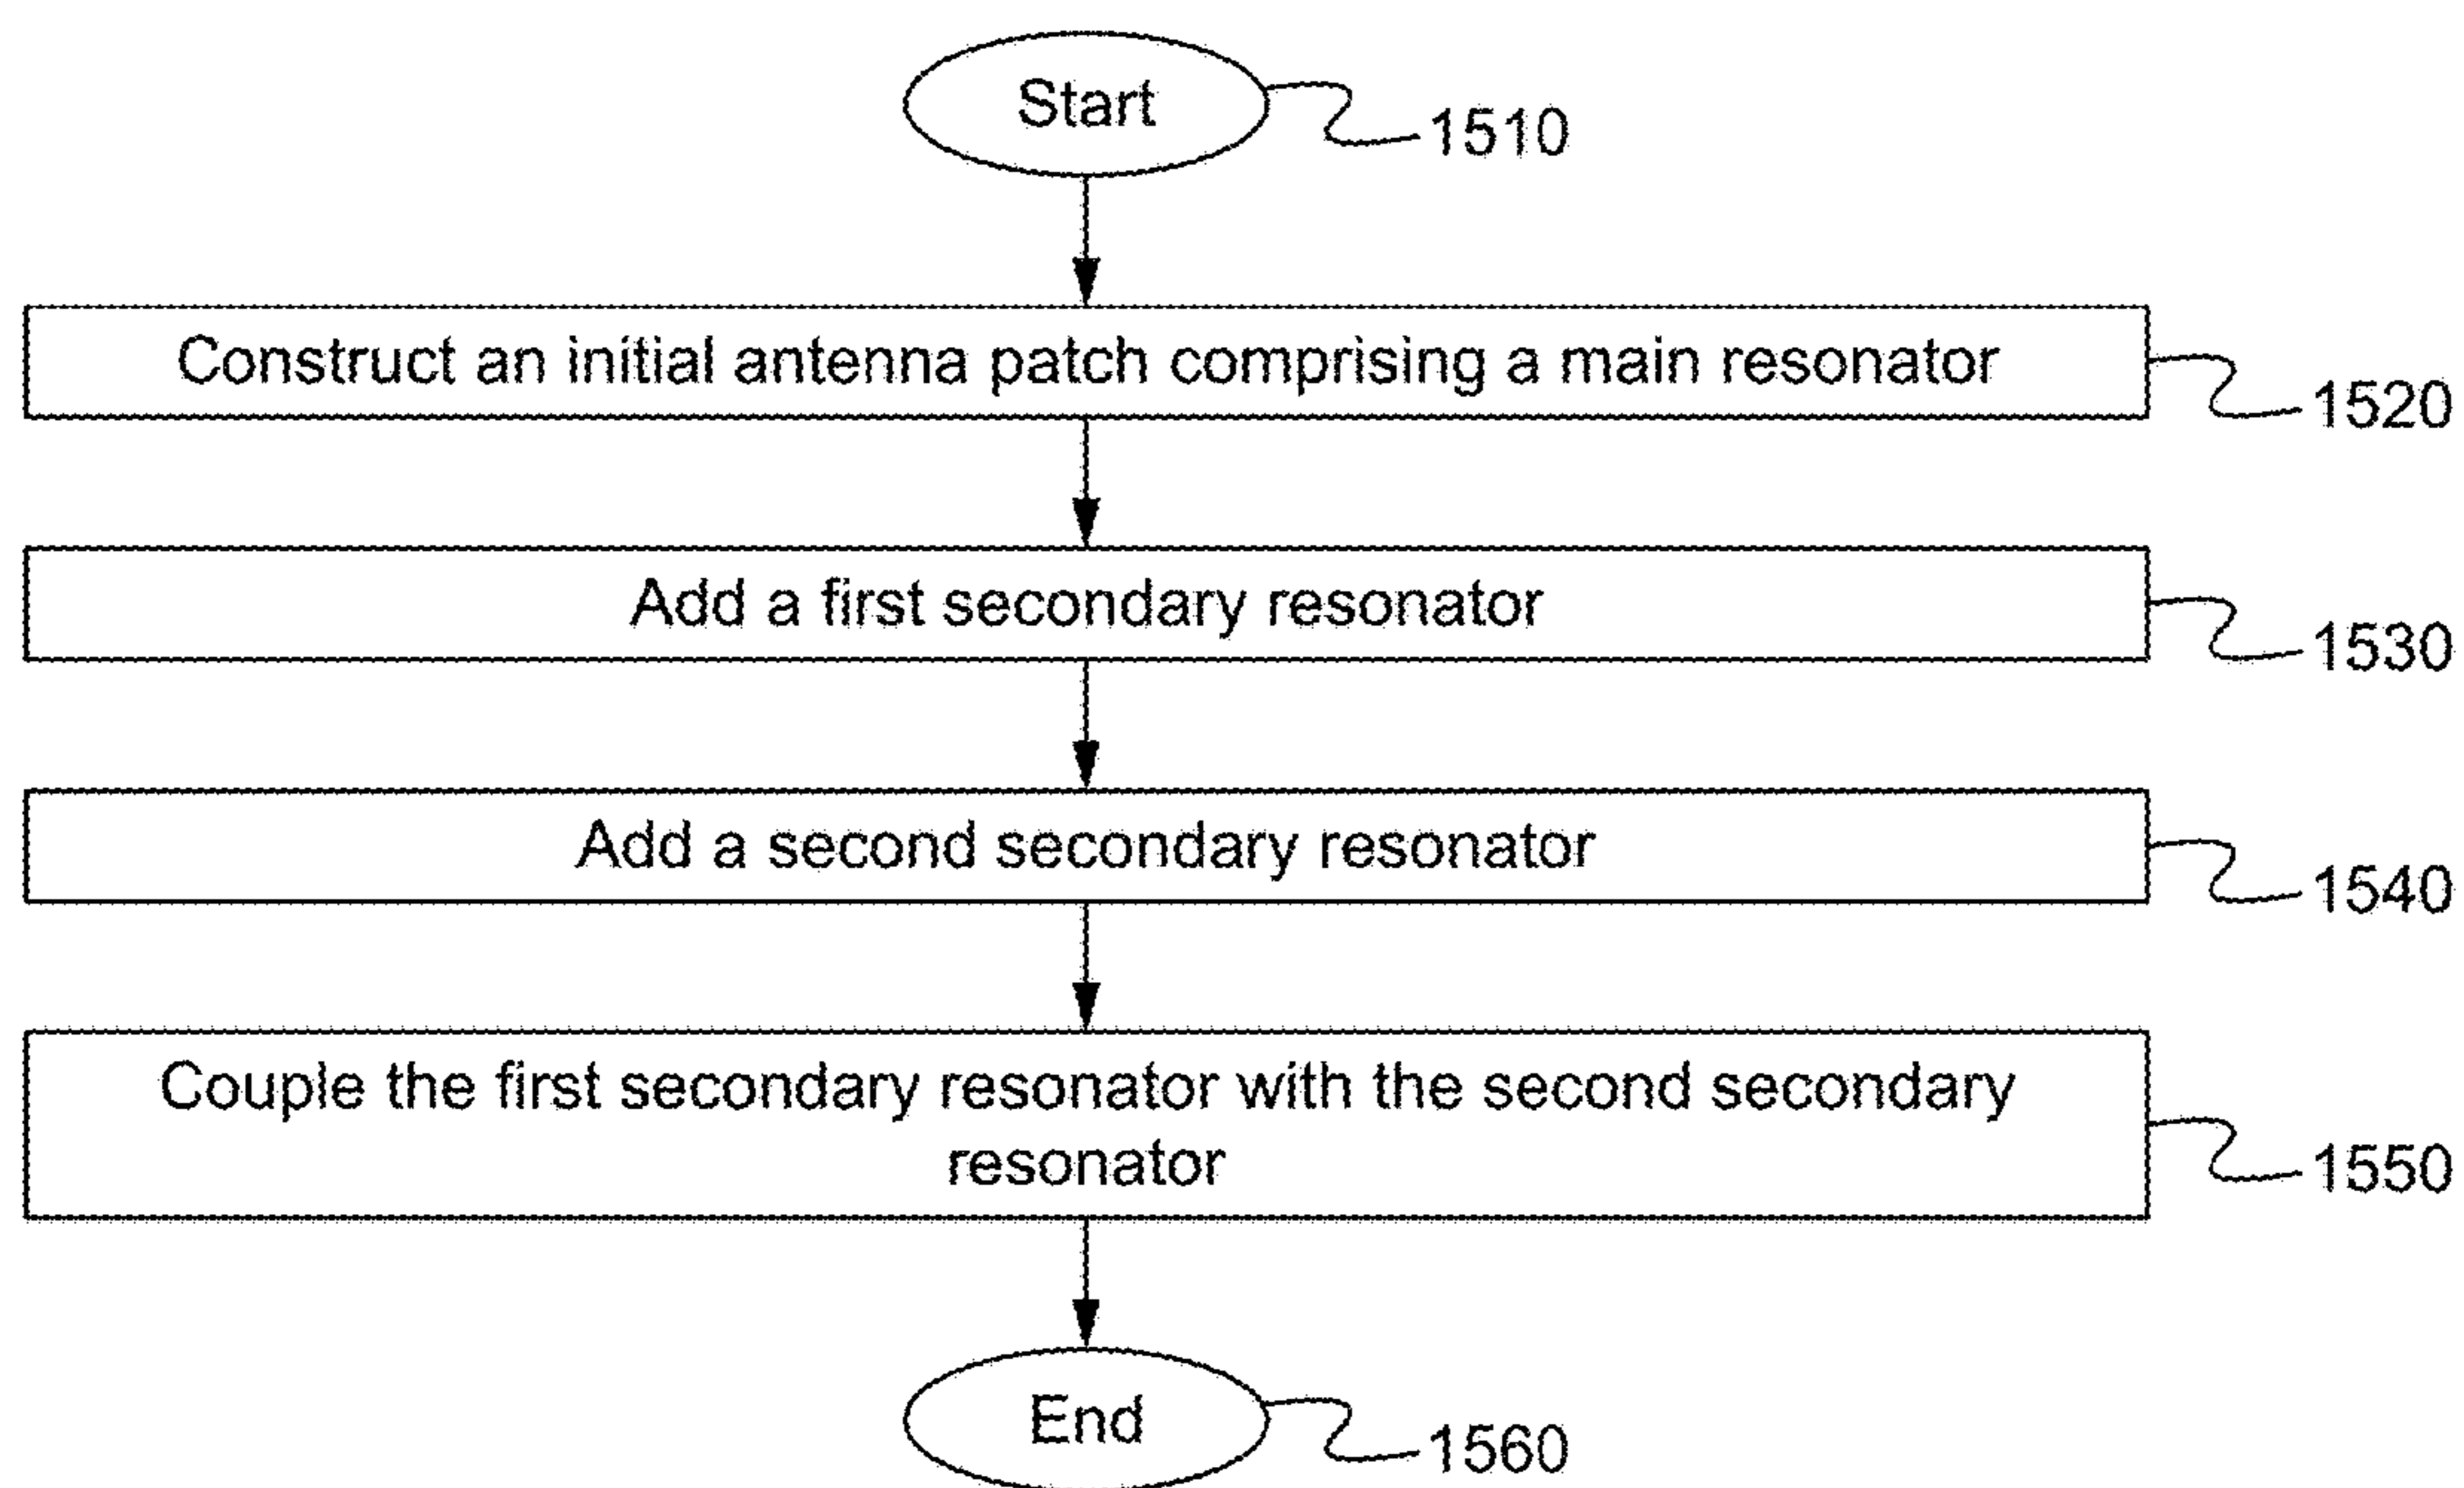 Start
1510
Construct an initial antenna patch comprising a main resonator
1520
Add a first secondary resonator
1530
Add a second secondary resonator
1540
Couple the first secondary resonator with the second secondary
resonator
1550
End
1560